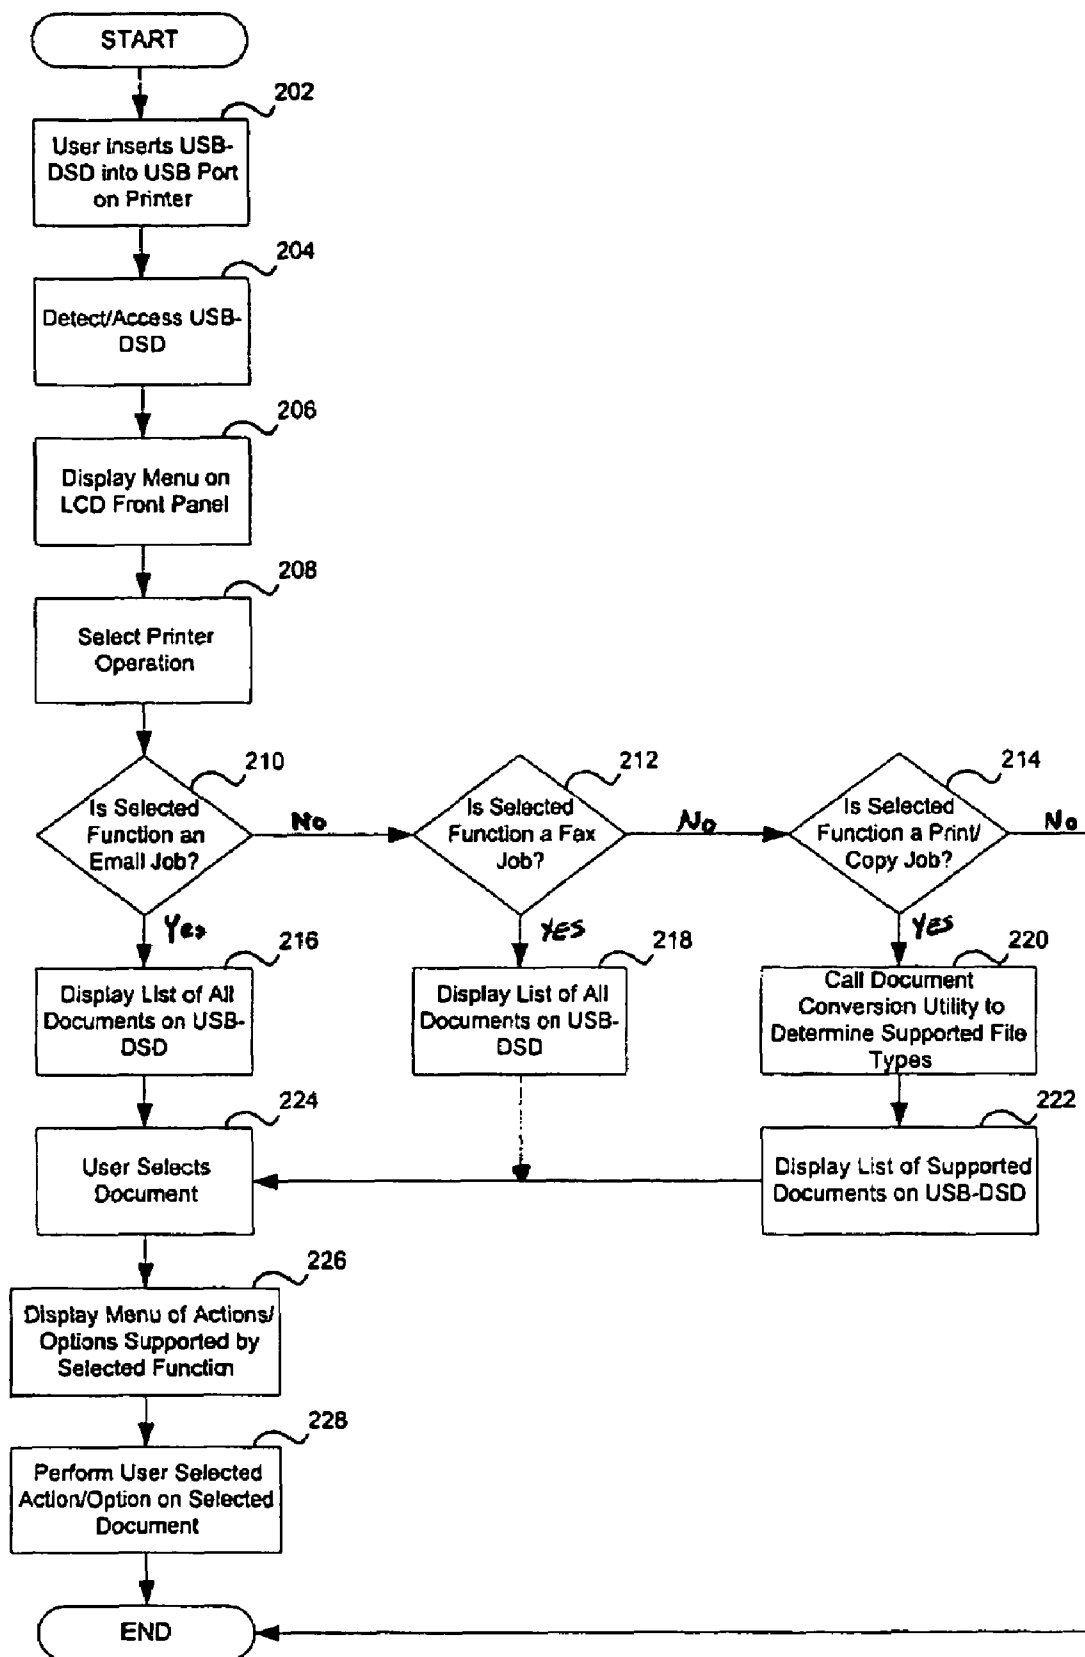 START
202
User Inserts USB-
DSD into USB Port
on Printer
204
Detect/Access USB-
DSD
206
Display Menu on
LCD Front Panel
208
Select Printer
Operation
210
Is Selected
Function an
Email Job?
No
212
Is Selected
Function a Fax
Job?
No
214
Is Selected
Function a Print/
Copy Job?
No
Yes
YES
YES
216
Display List of All
Documents on USB-
DSD
218
Display List of All
Documents on USB-
DSD
220
Call Document
Conversion Utility to
Determine Supported File
Types
224
User Selects
Document
222
Display List of Supported
Documents on USB-DSD
226
Display Menu of Actions/
Options Supported by
Selected Function
228
Perform User Selected
Action/Option on Selected
Document
END